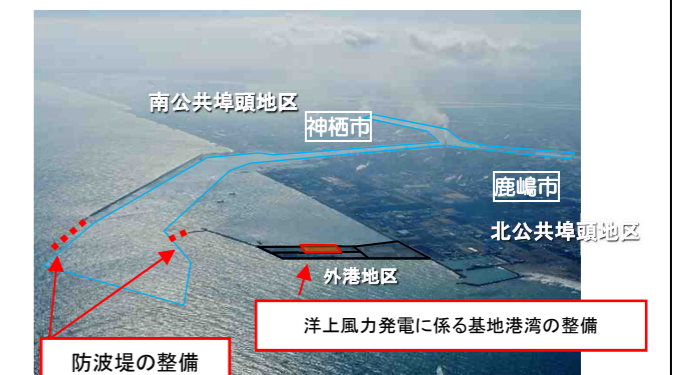 南公共埠頭地区
神栖市
鹿嶋市
北公共埠頭地区
外港地区
洋上風力発電に係る基地港湾の整備
防波堤の整備